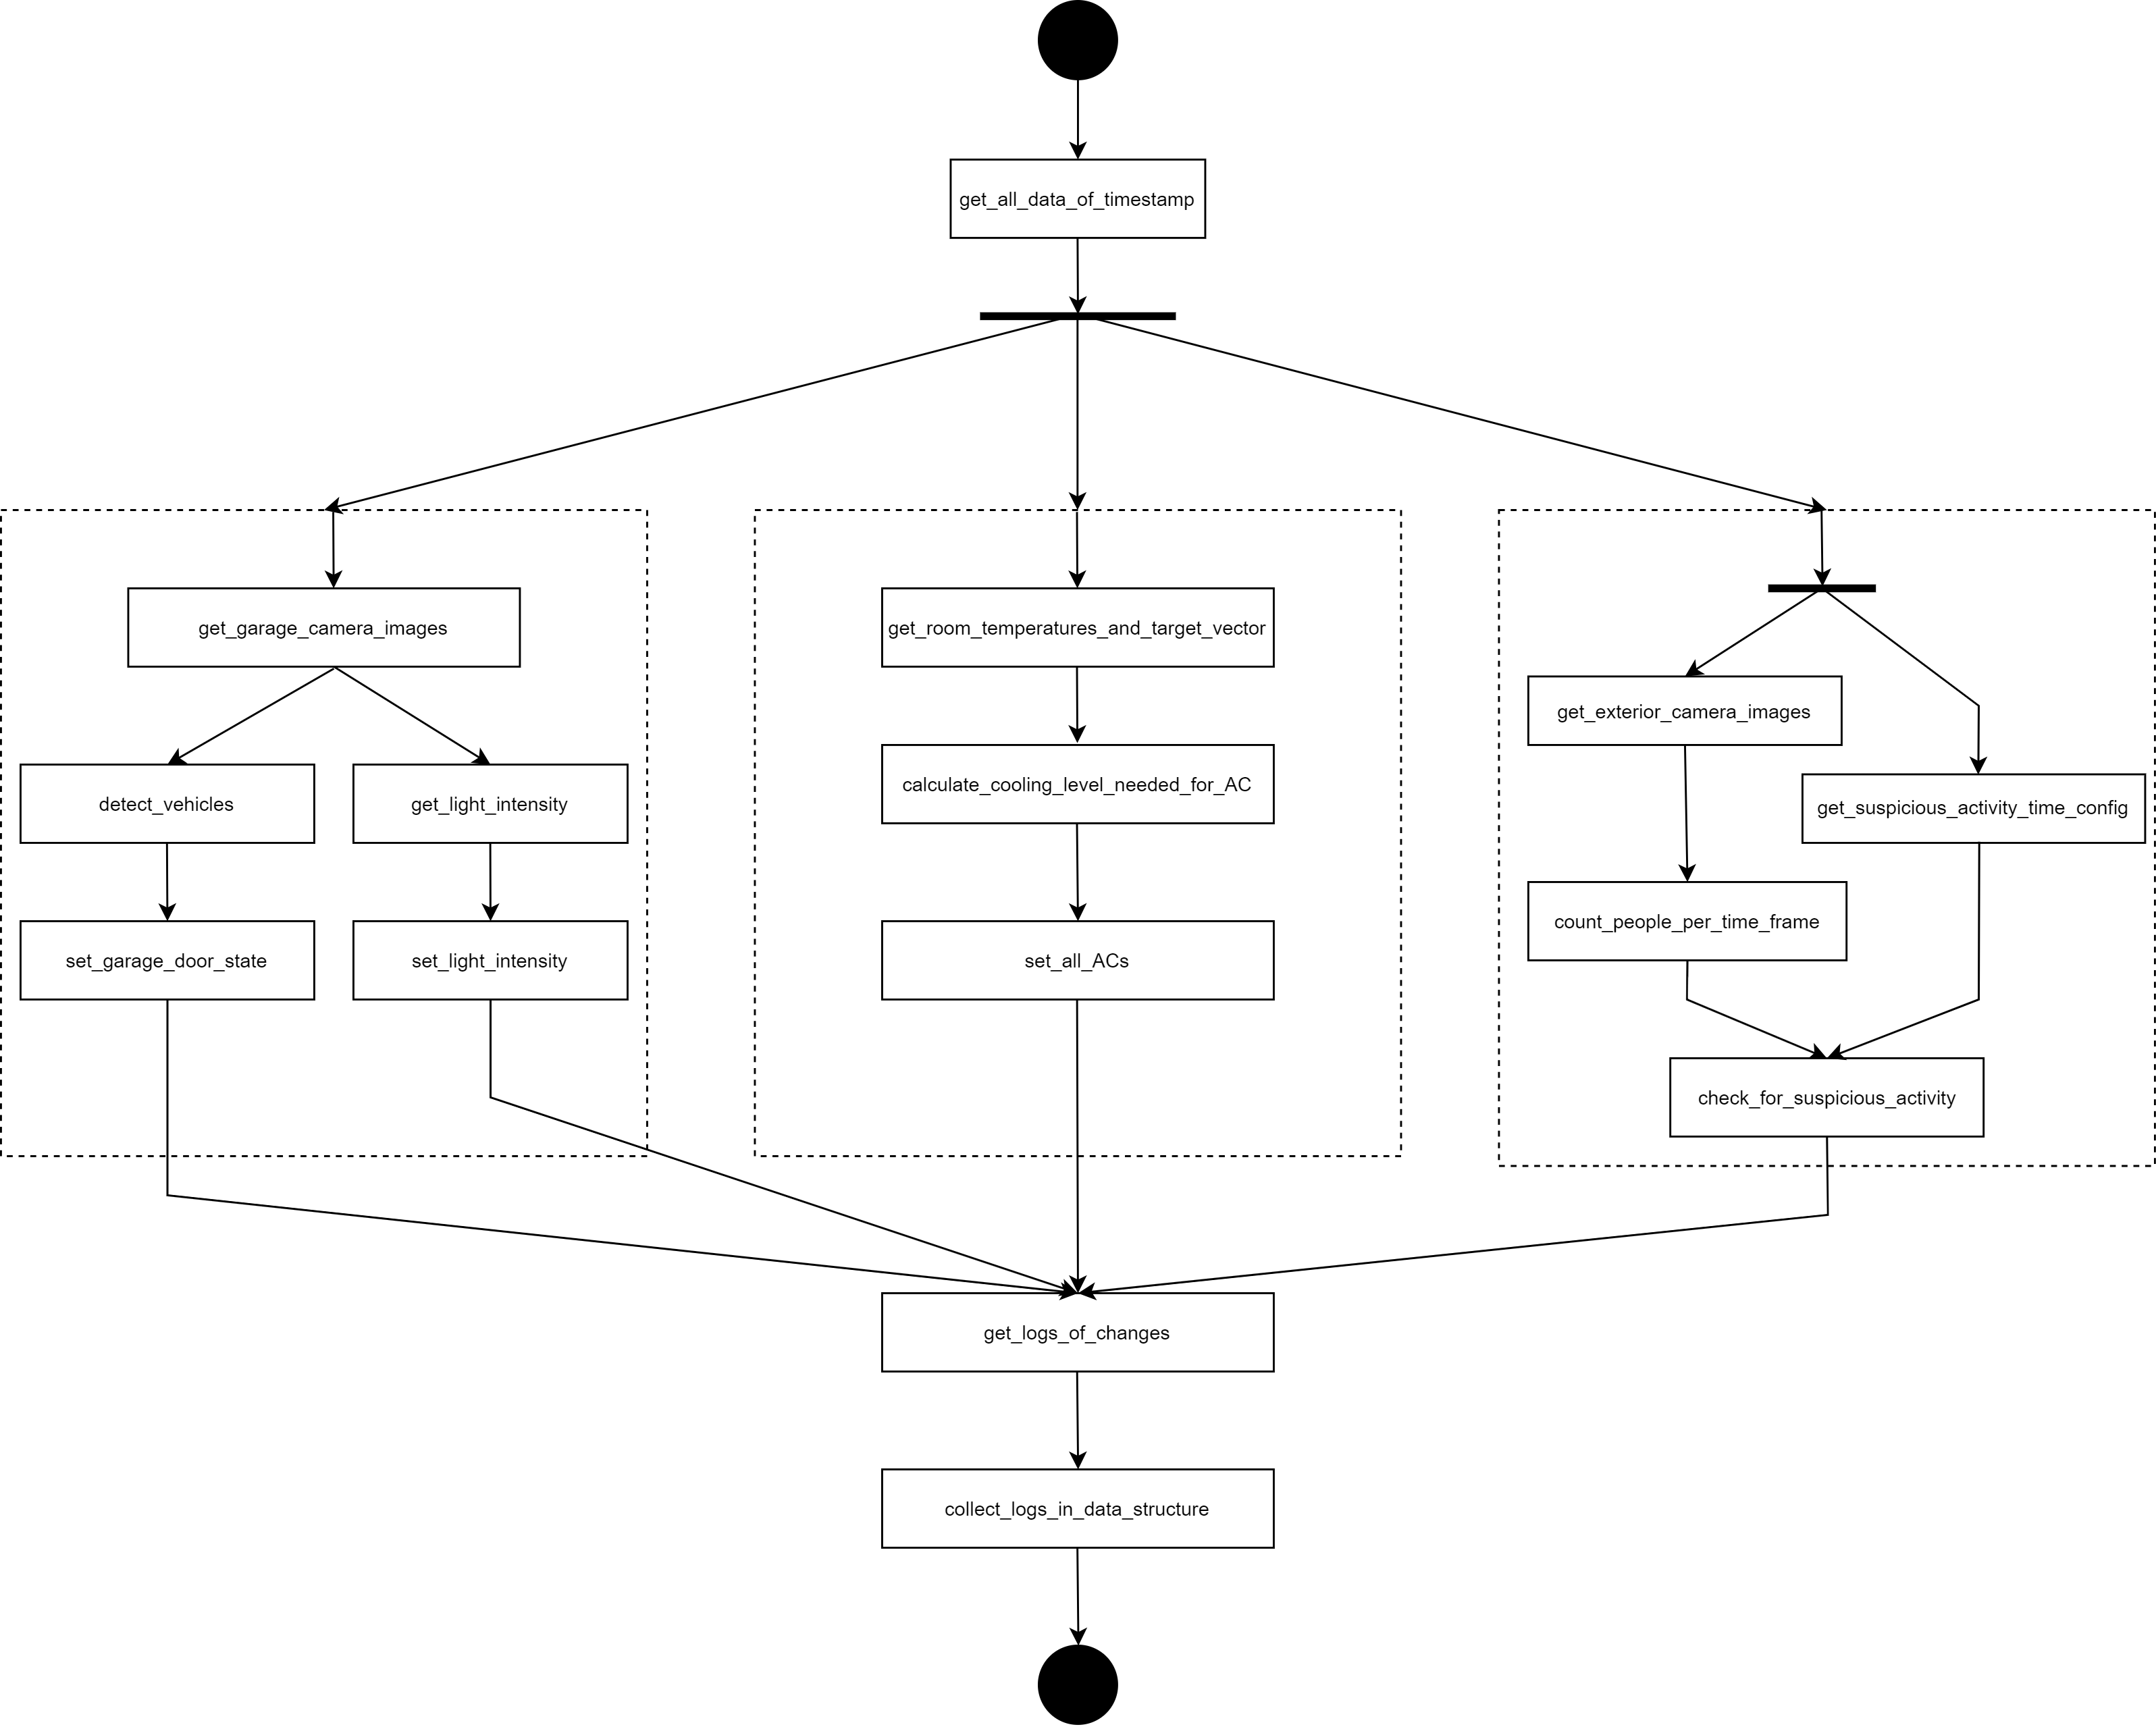 get_all_data_of_timestamp
get_garage_camera_images
detect_vehicles
get_light_intensity
set_garage_door_state
set_light_intensity
get_room_temperatures_and_target_vector
calculate_cooling_level_needed_for_AC
set_all_ACs
get_exterior_camera_images
get_suspicious_activity_time_config
count_people_per_time_frame
check_for_suspicious_activity
get_logs_of_changes
collect_logs_in_data_structure